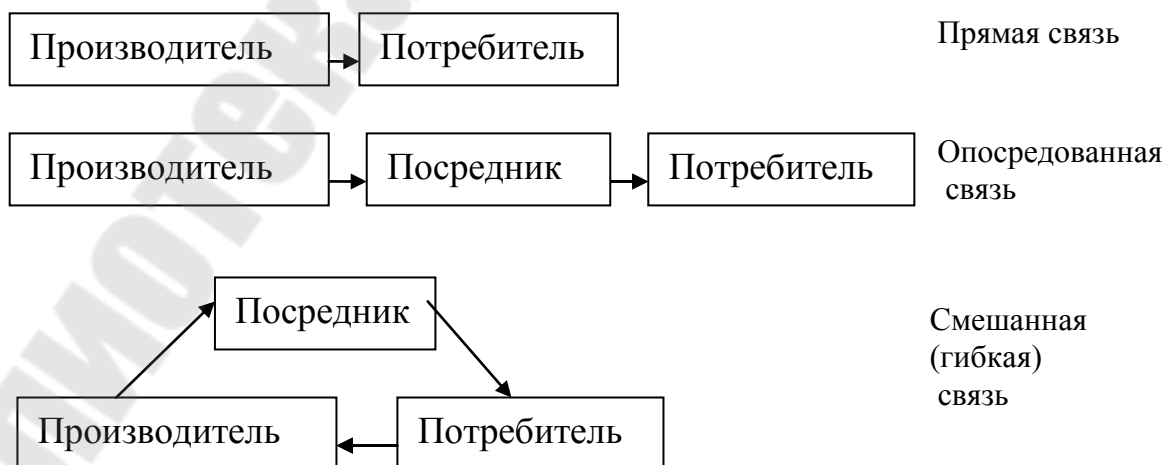 Производитель Потребитель Прямая связь
Производитель Посредник Потребитель Опосредованная
связь
Посредник
Смешанная
(гибкая)
связь
Производитель Потребитель